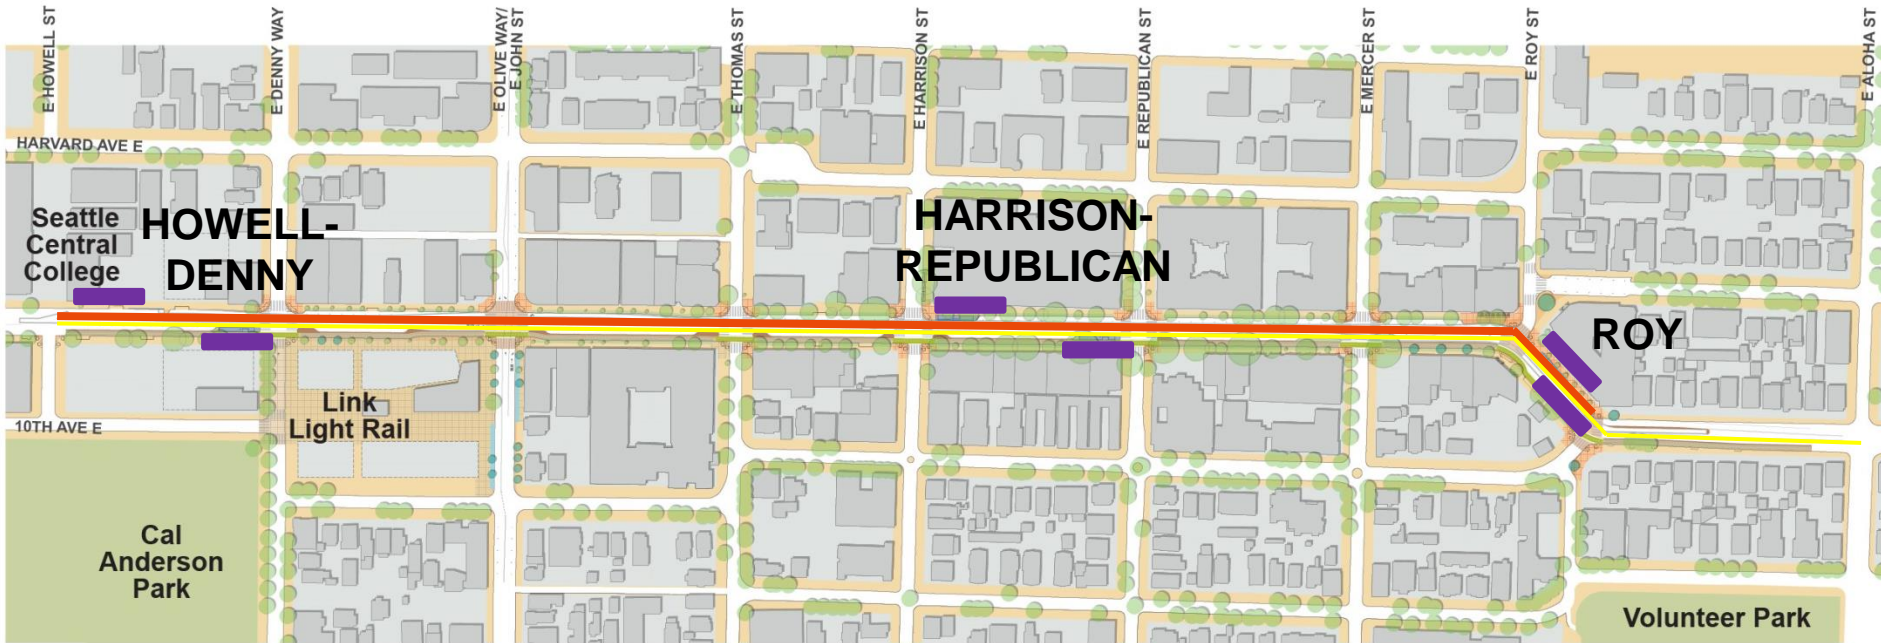 E HOWELL ST
E DENNY WAY
E OLIVE WAY/
E JOHN ST
E THOMAS ST
E HARRISON ST
E REPUBLICAN ST
E MERCER ST
E ROY ST
E ALOHA ST
HARVARD AVE E
Seattle
Central
College
HOWELL-
DENNY
HARRISON-
REPUBLICAN
ROY
Link
Light Rail
10TH AVE E
Cal
Anderson
Park
Volunteer Park